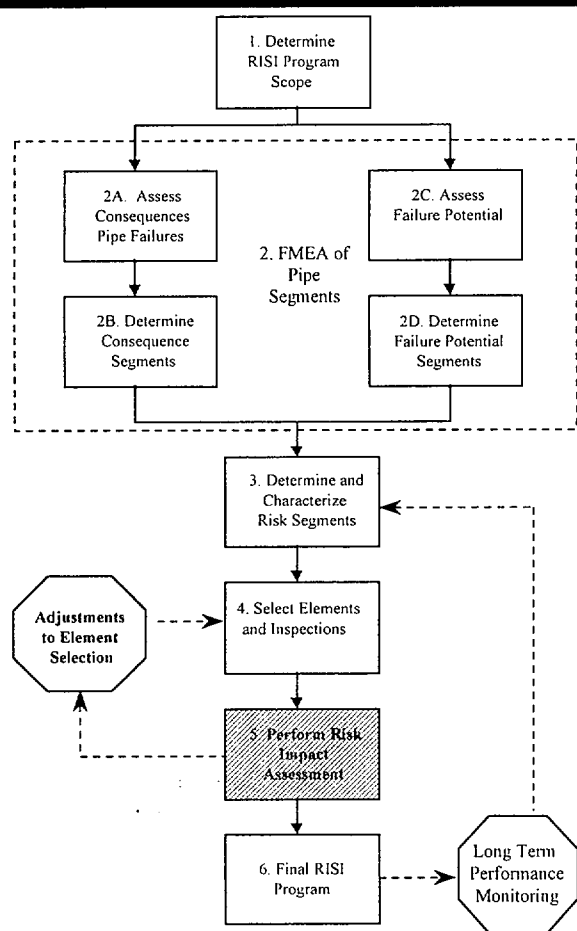 1. Determine
RISI Program
Scope
2A. Assess
Consequences
Pipe Failures
2C. Assess
Failure Potential
2. FMEA of
Pipe
Segments
2B. Determine
Consequence
Segments
2D. Determine
Failure Potential
Segments
3. Determine and
Characterize
Risk Segments
Adjustments
to Element
Selection
4. Select Elements
and Inspections
5. Perform Risk
Impact
Assessment
6. Final RISI
Program
Long Term
Performance
Monitoring